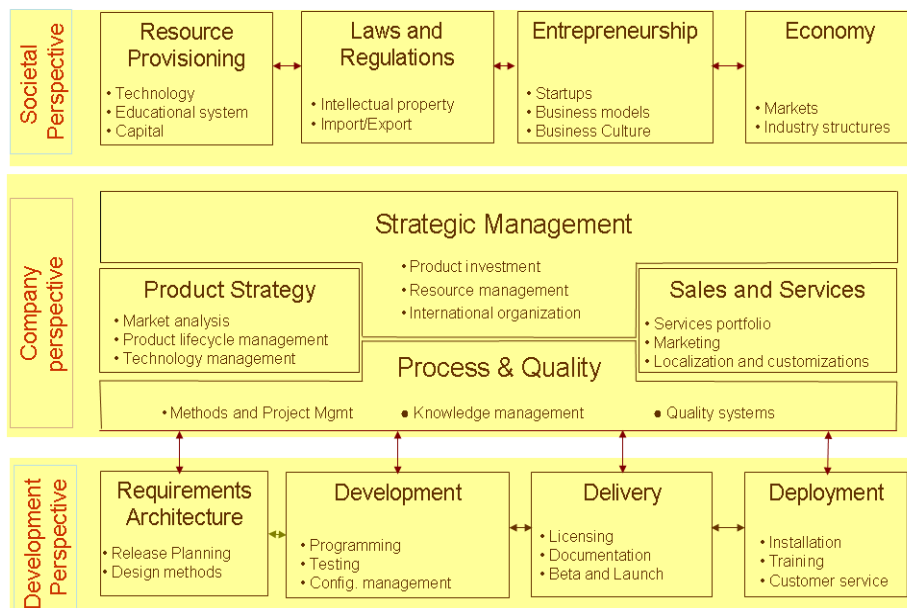 Societal
Perspective
Resource
Provisioning
• Technology
• Educational system
• Capital
Laws and
Regulations
• Intellectual property
• Import/Export
Entrepreneurship
• Startups
• Business models
• Business Culture
Economy
• Markets
• Industry structures
Company
perspective
Strategic Management
• Product investment
• Resource management
• International organization
Product Strategy
• Market analysis
• Product lifecycle management
• Technology management
Sales and Services
• Services portfolio
• Marketing
• Localization and customizations
Process & Quality
• Methods and Project Mgmt
• Knowledge management
• Quality systems
Development
Perspective
Requirements
Architecture
• Release Planning
• Design methods
Development
• Programming
• Testing
• Config. management
Delivery
• Licensing
• Documentation
• Beta and Launch
Deployment
• Installation
• Training
• Customer service